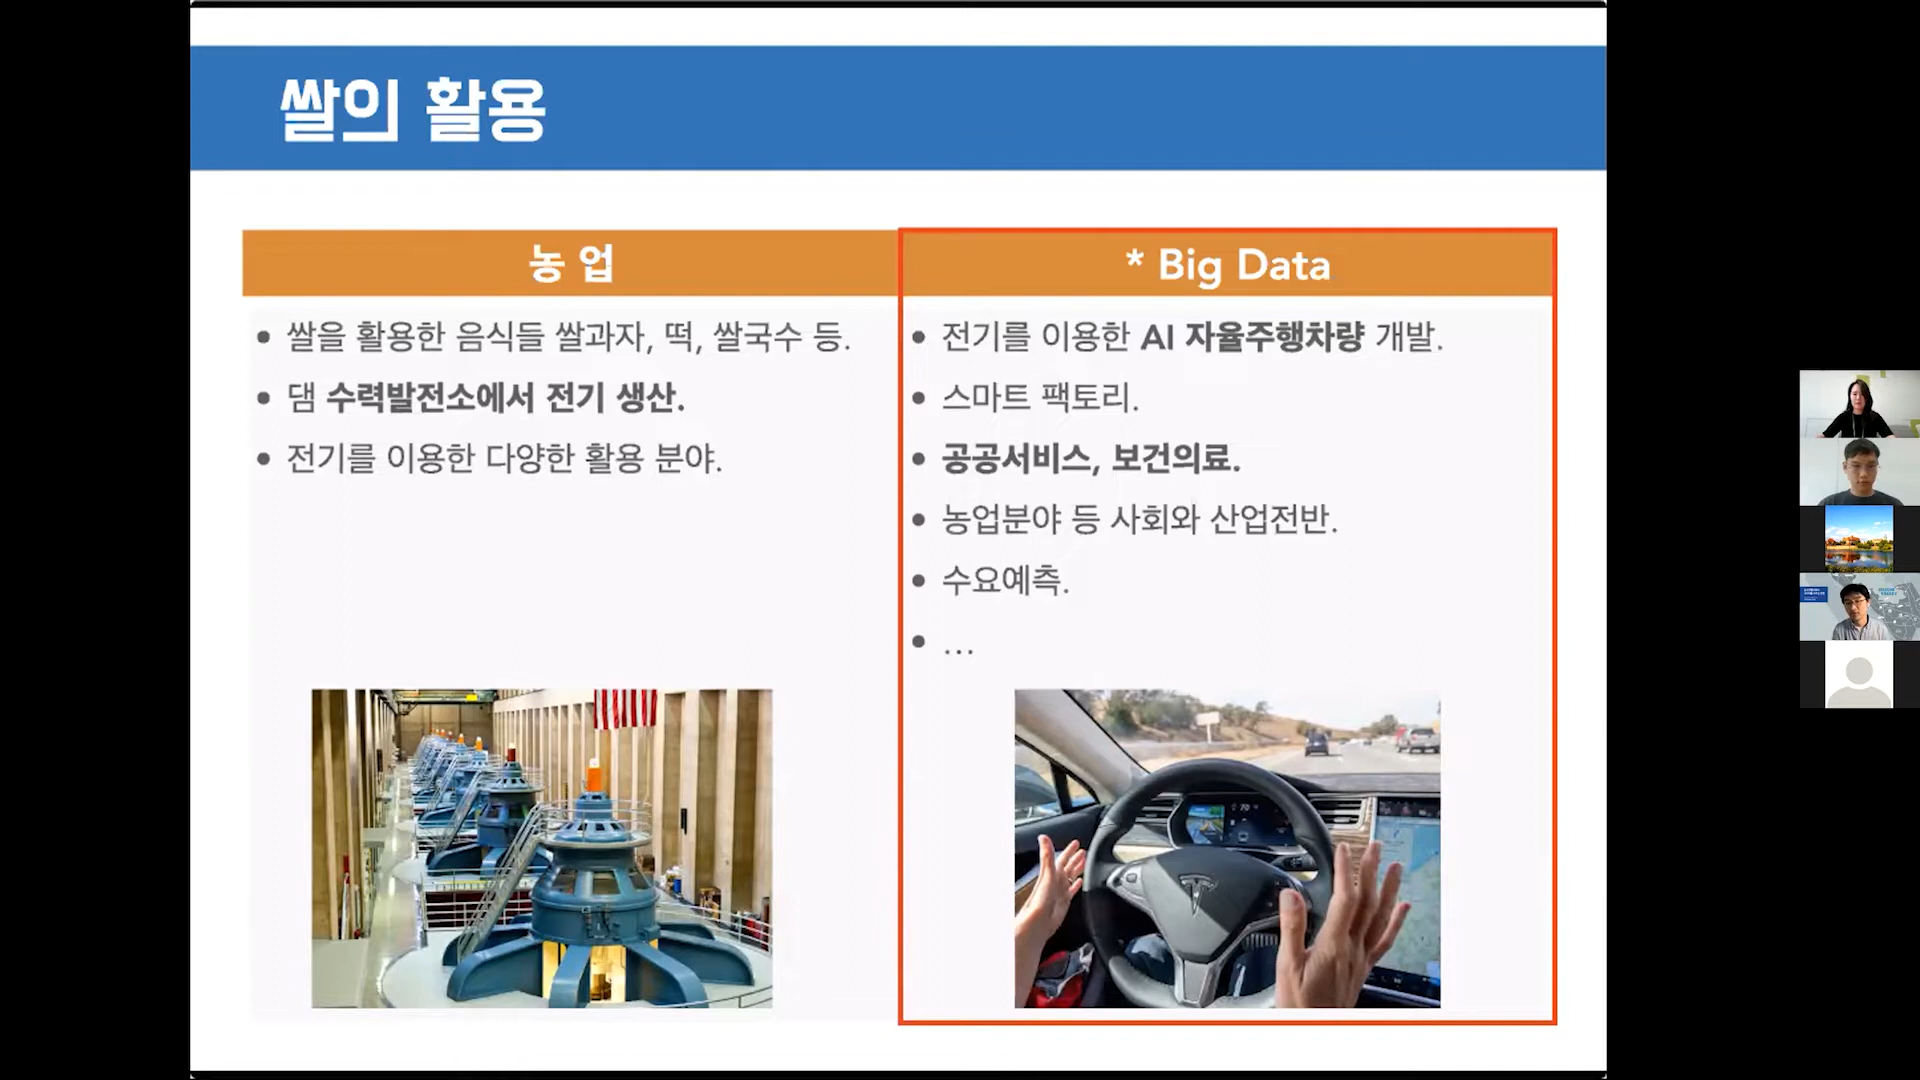 쌀의 활용
농 업
* Big Data
• 쌀을 활용한 음식들 쌀과자, 떡, 쌀국수 등.
• 댐 수력발전소에서 전기 생산.
• 전기를 이용한 다양한 활용 분야.
• 전기를 이용한 AI 자율주행차량 개발.
• 스마트 팩토리.
• 공공서비스, 보건의료.
• 농업분야 등 사회와 산업전반.
• 수요예측.
• ...